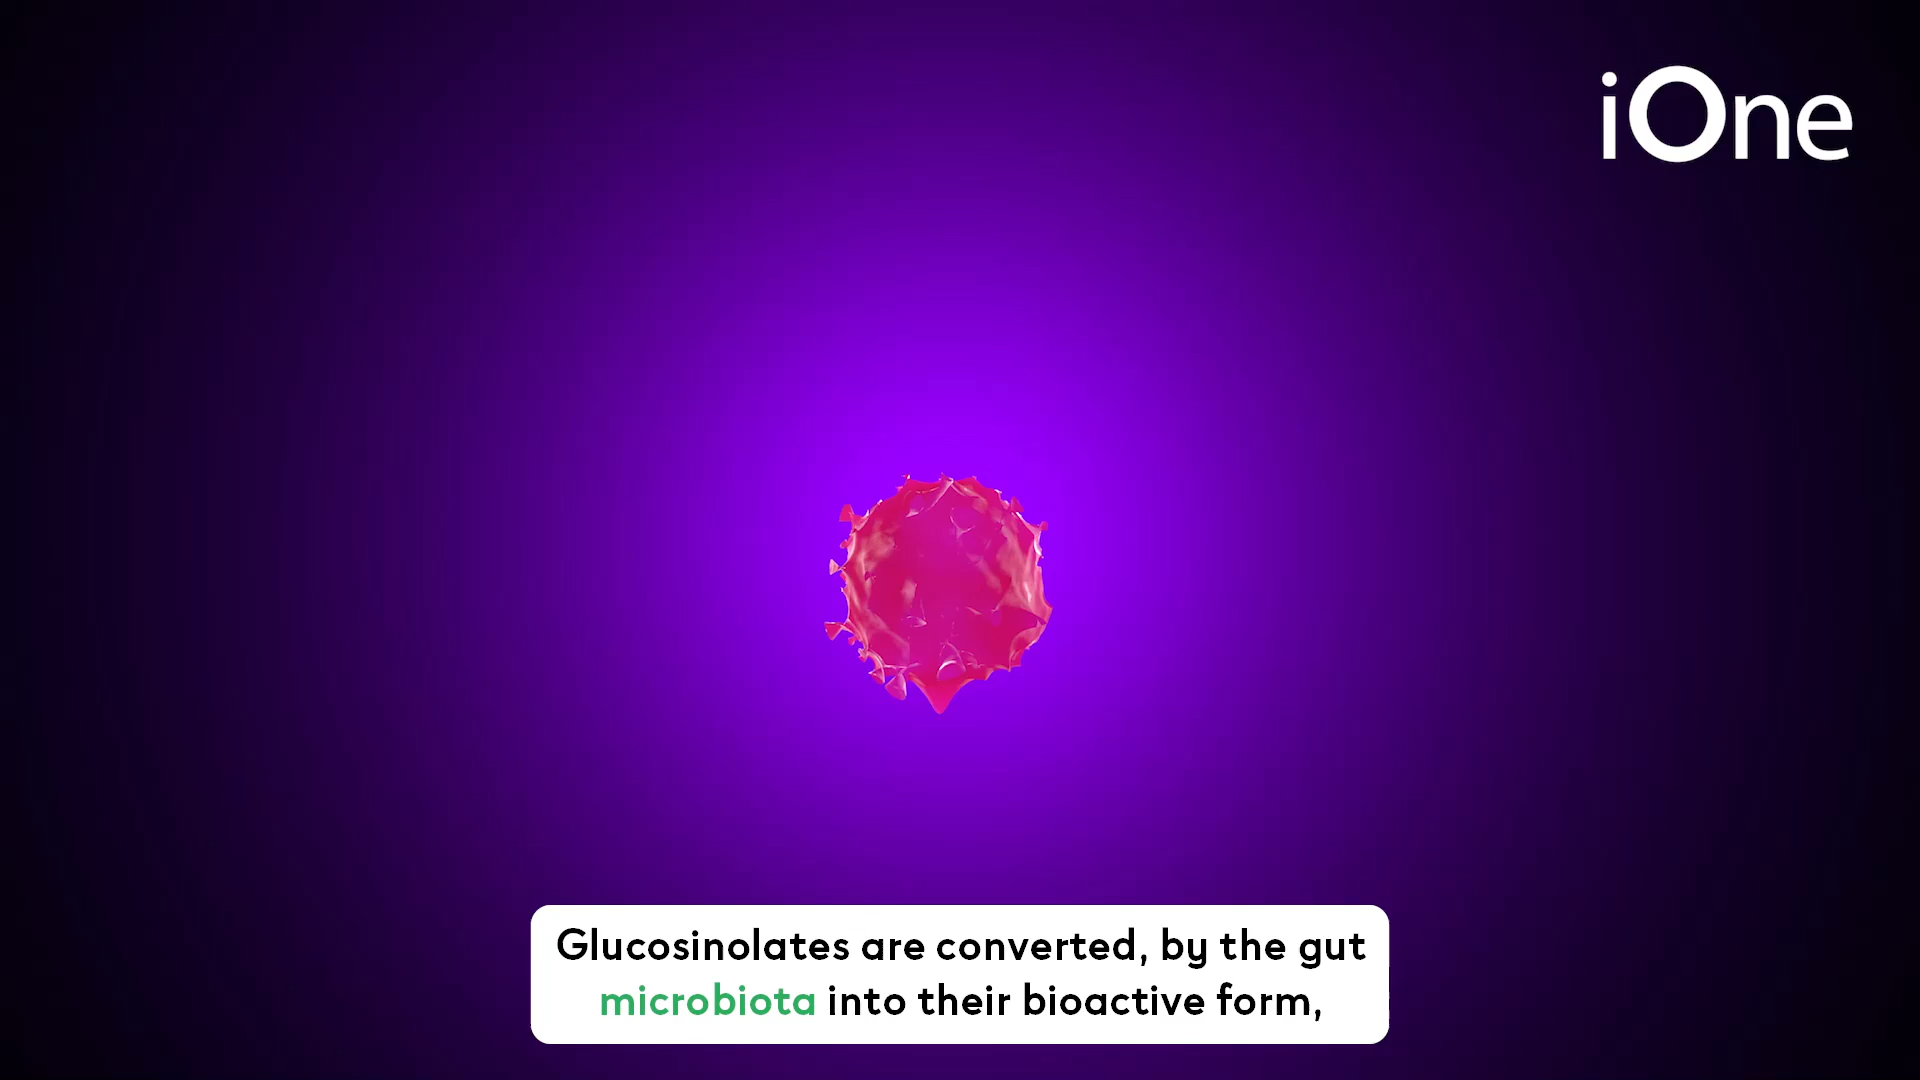 iOne
Glucosinolates are converted, by the gut
microbiota into their bioactive form,